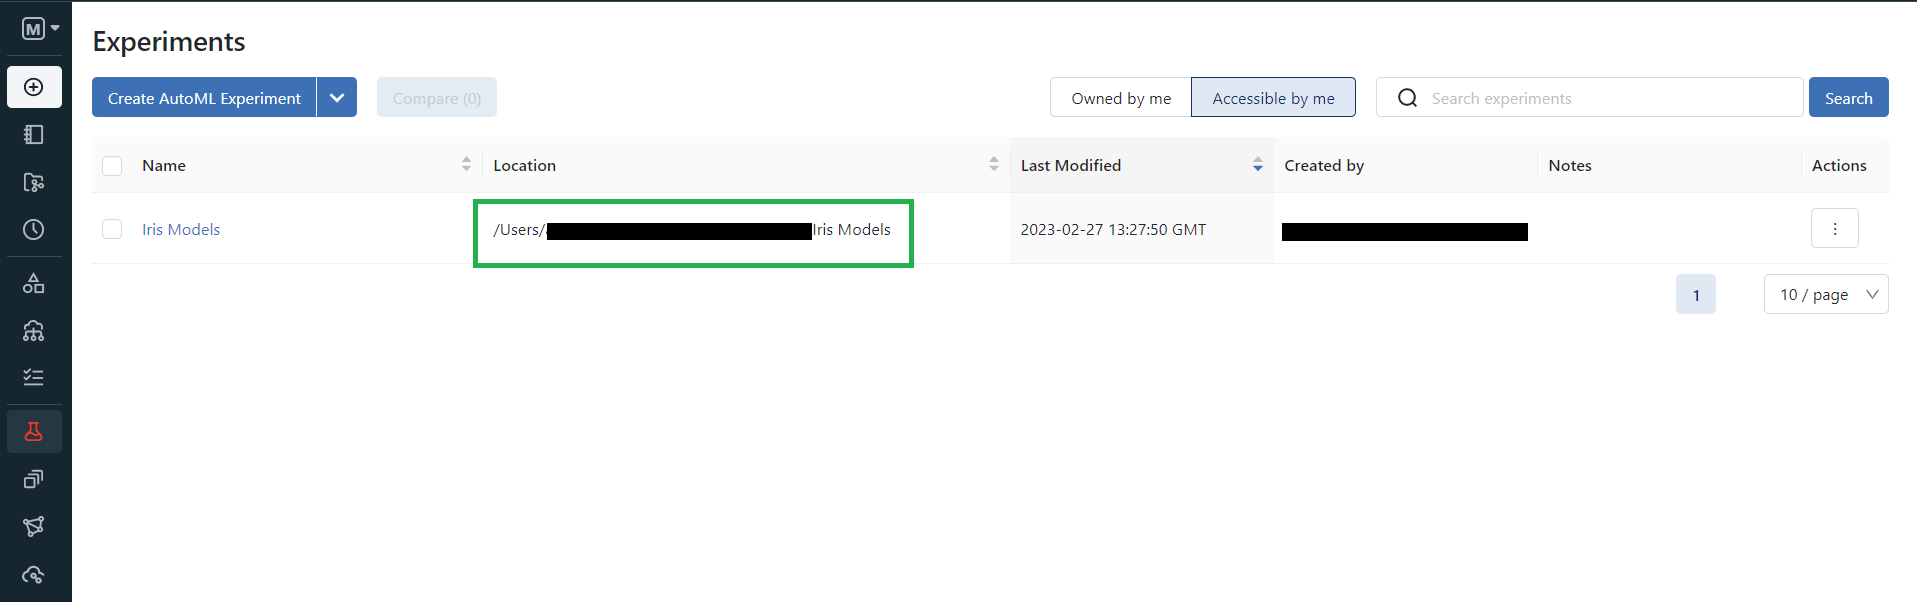 M
Experiments
Create AutoML Experiment
Compare (0)
Owned by me
Accessible by me
Search experiments
Search
Name
Location
Last Modified
Created by
Notes
Actions
Iris Models
/Users/
Iris Models
2023-02-27 13:27:50 GMT
1
10 / page